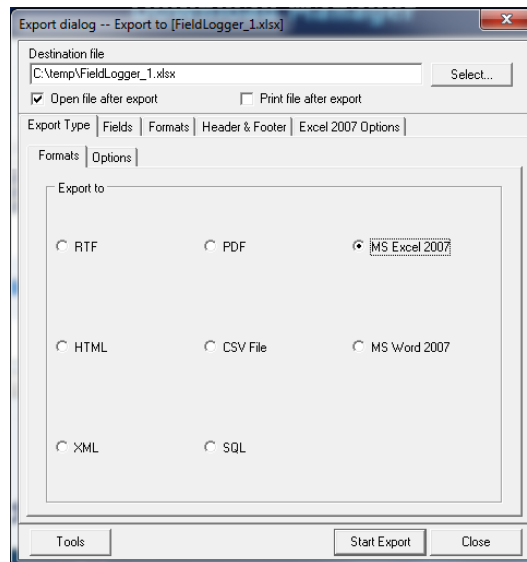 Export dialog -- Export to [FieldLogger_1.xlsx]
Destination file
C:\temp\FieldLogger_1.xlsx Select...
Open file after export Print file after export
Export Type Fields Formats Header & Footer Excel 2007 Options
Formats Options
Export to
RTF PDF MS Excel 2007
HTML CSV File MS Word 2007
XML SQL
Tools Start Export Close